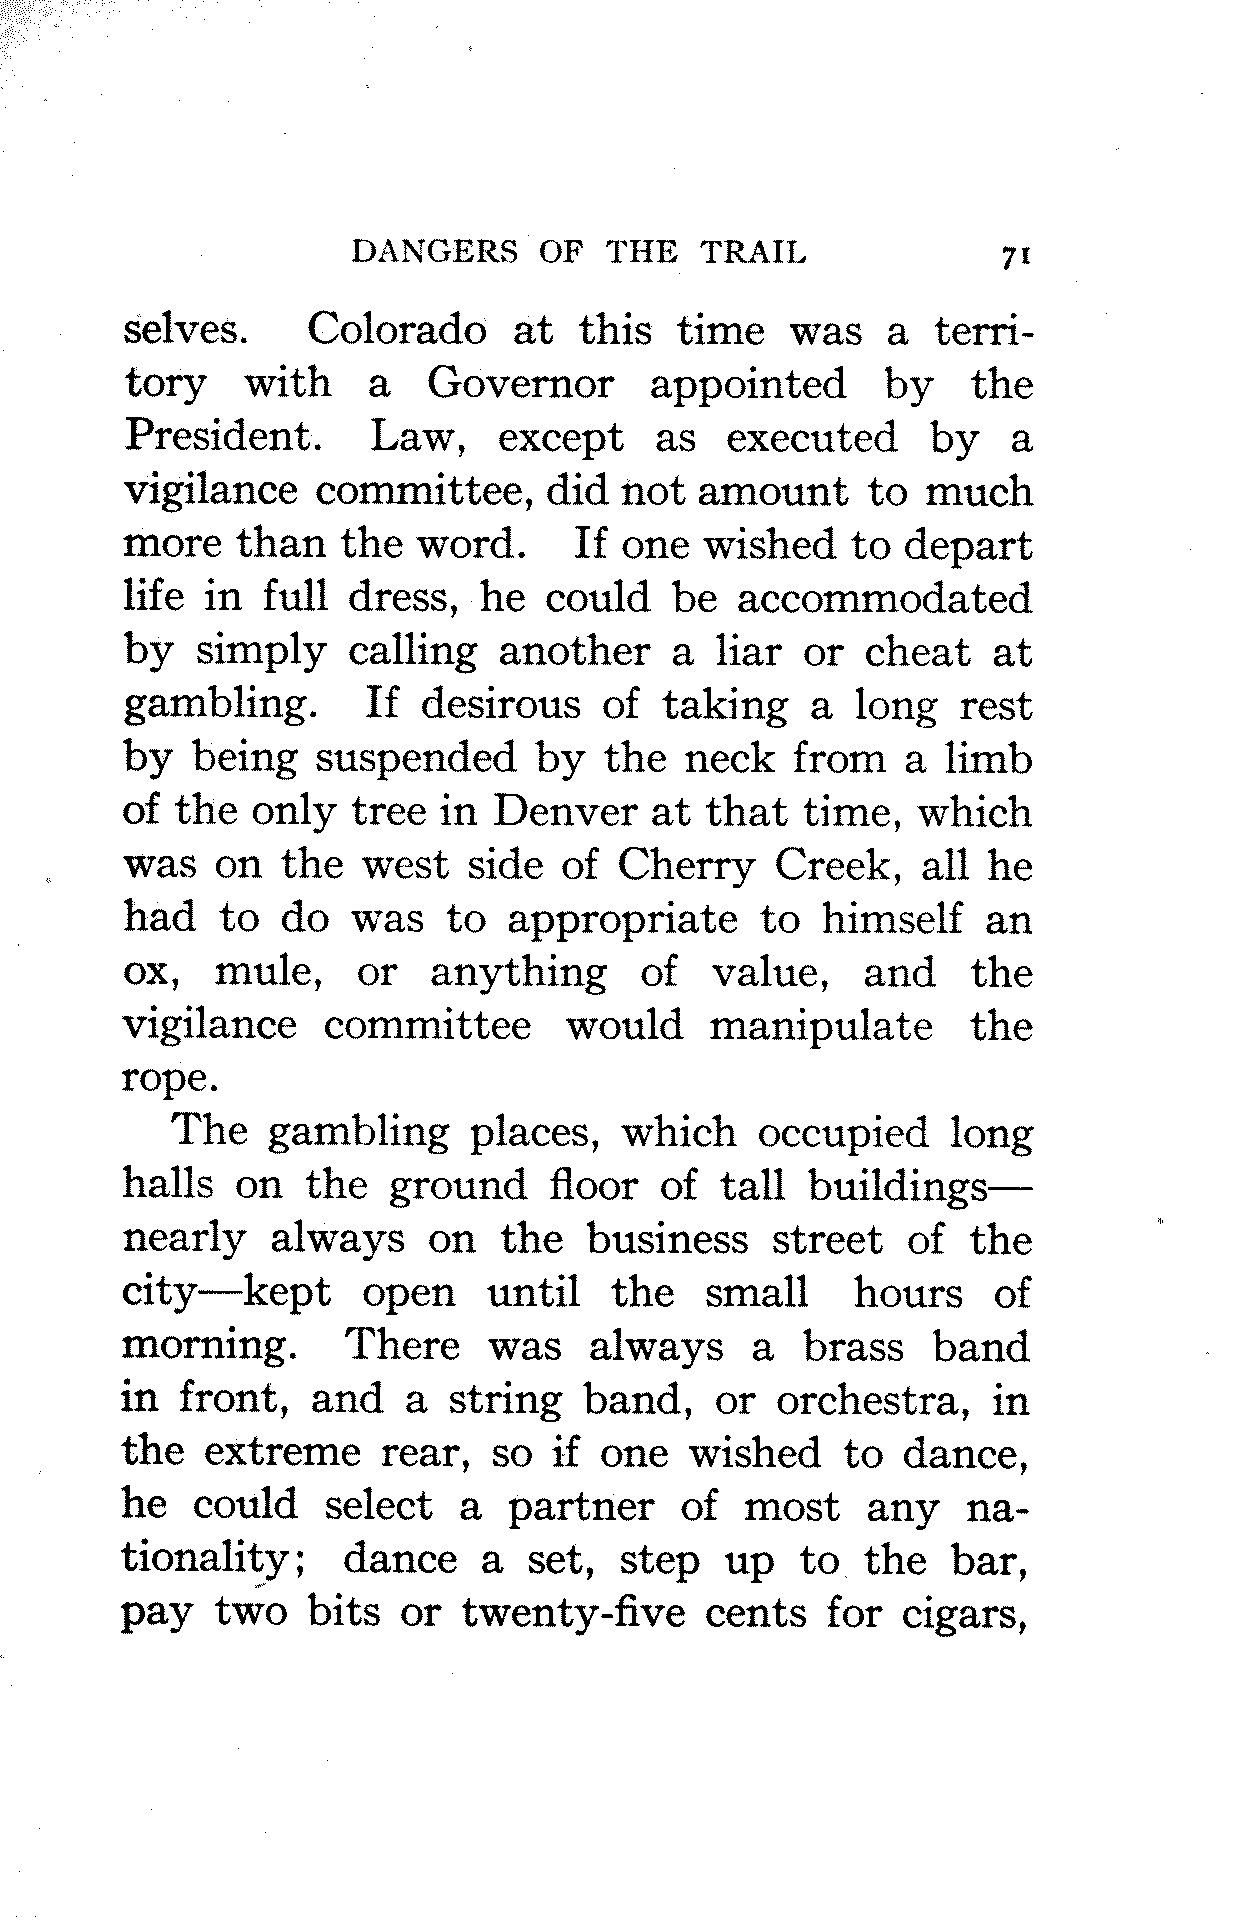 DANGERS OF THE TRAIL 71
selves. Colorado at this time was a terri-
tory with a Governor appointed by the
President. Law, except as executed by a
vigilance committee, did not amount to much
more than the word. If one wished to depart
life in full dress, he could be accommodated
by simply calling another a liar or cheat at
gambling. If desirous of taking a long rest
by being suspended by the neck from a limb
of the only tree in Denver at that time, which
was on the west side of Cherry Creek, all he
had to do was to appropriate to himself an
ox, mule, or anything of value, and the
vigilance committee would manipulate the
rope.
The gambling places, which occupied long
halls on the ground floor of tall buildings—
nearly always on the business street of the
city—kept open until the small hours of
morning. There was always a brass band
in front, and a string band, or orchestra, in
the extreme rear, so if one wished to dance,
he could select a partner of most any na-
tionality; dance a set, step up to the bar,
pay two bits or twenty-five cents for cigars,